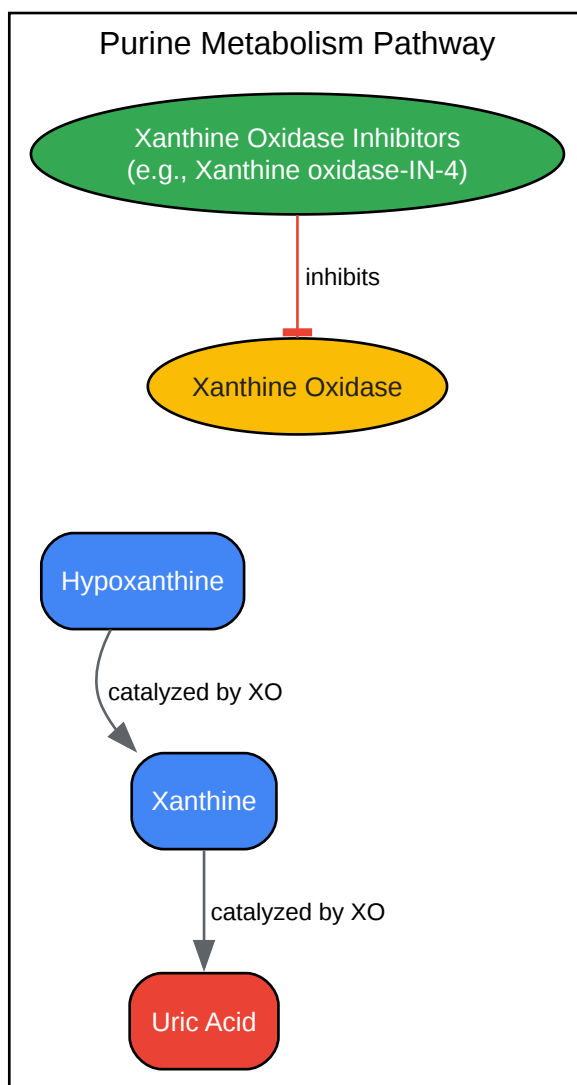 Purine Metabolism Pathway
Xanthine Oxidase Inhibitors
(e.g., Xanthine oxidase-IN-4)
inhibits
Xanthine Oxidase
Hypoxanthine
catalyzed by XO
Xanthine
catalyzed by XO
Uric Acid